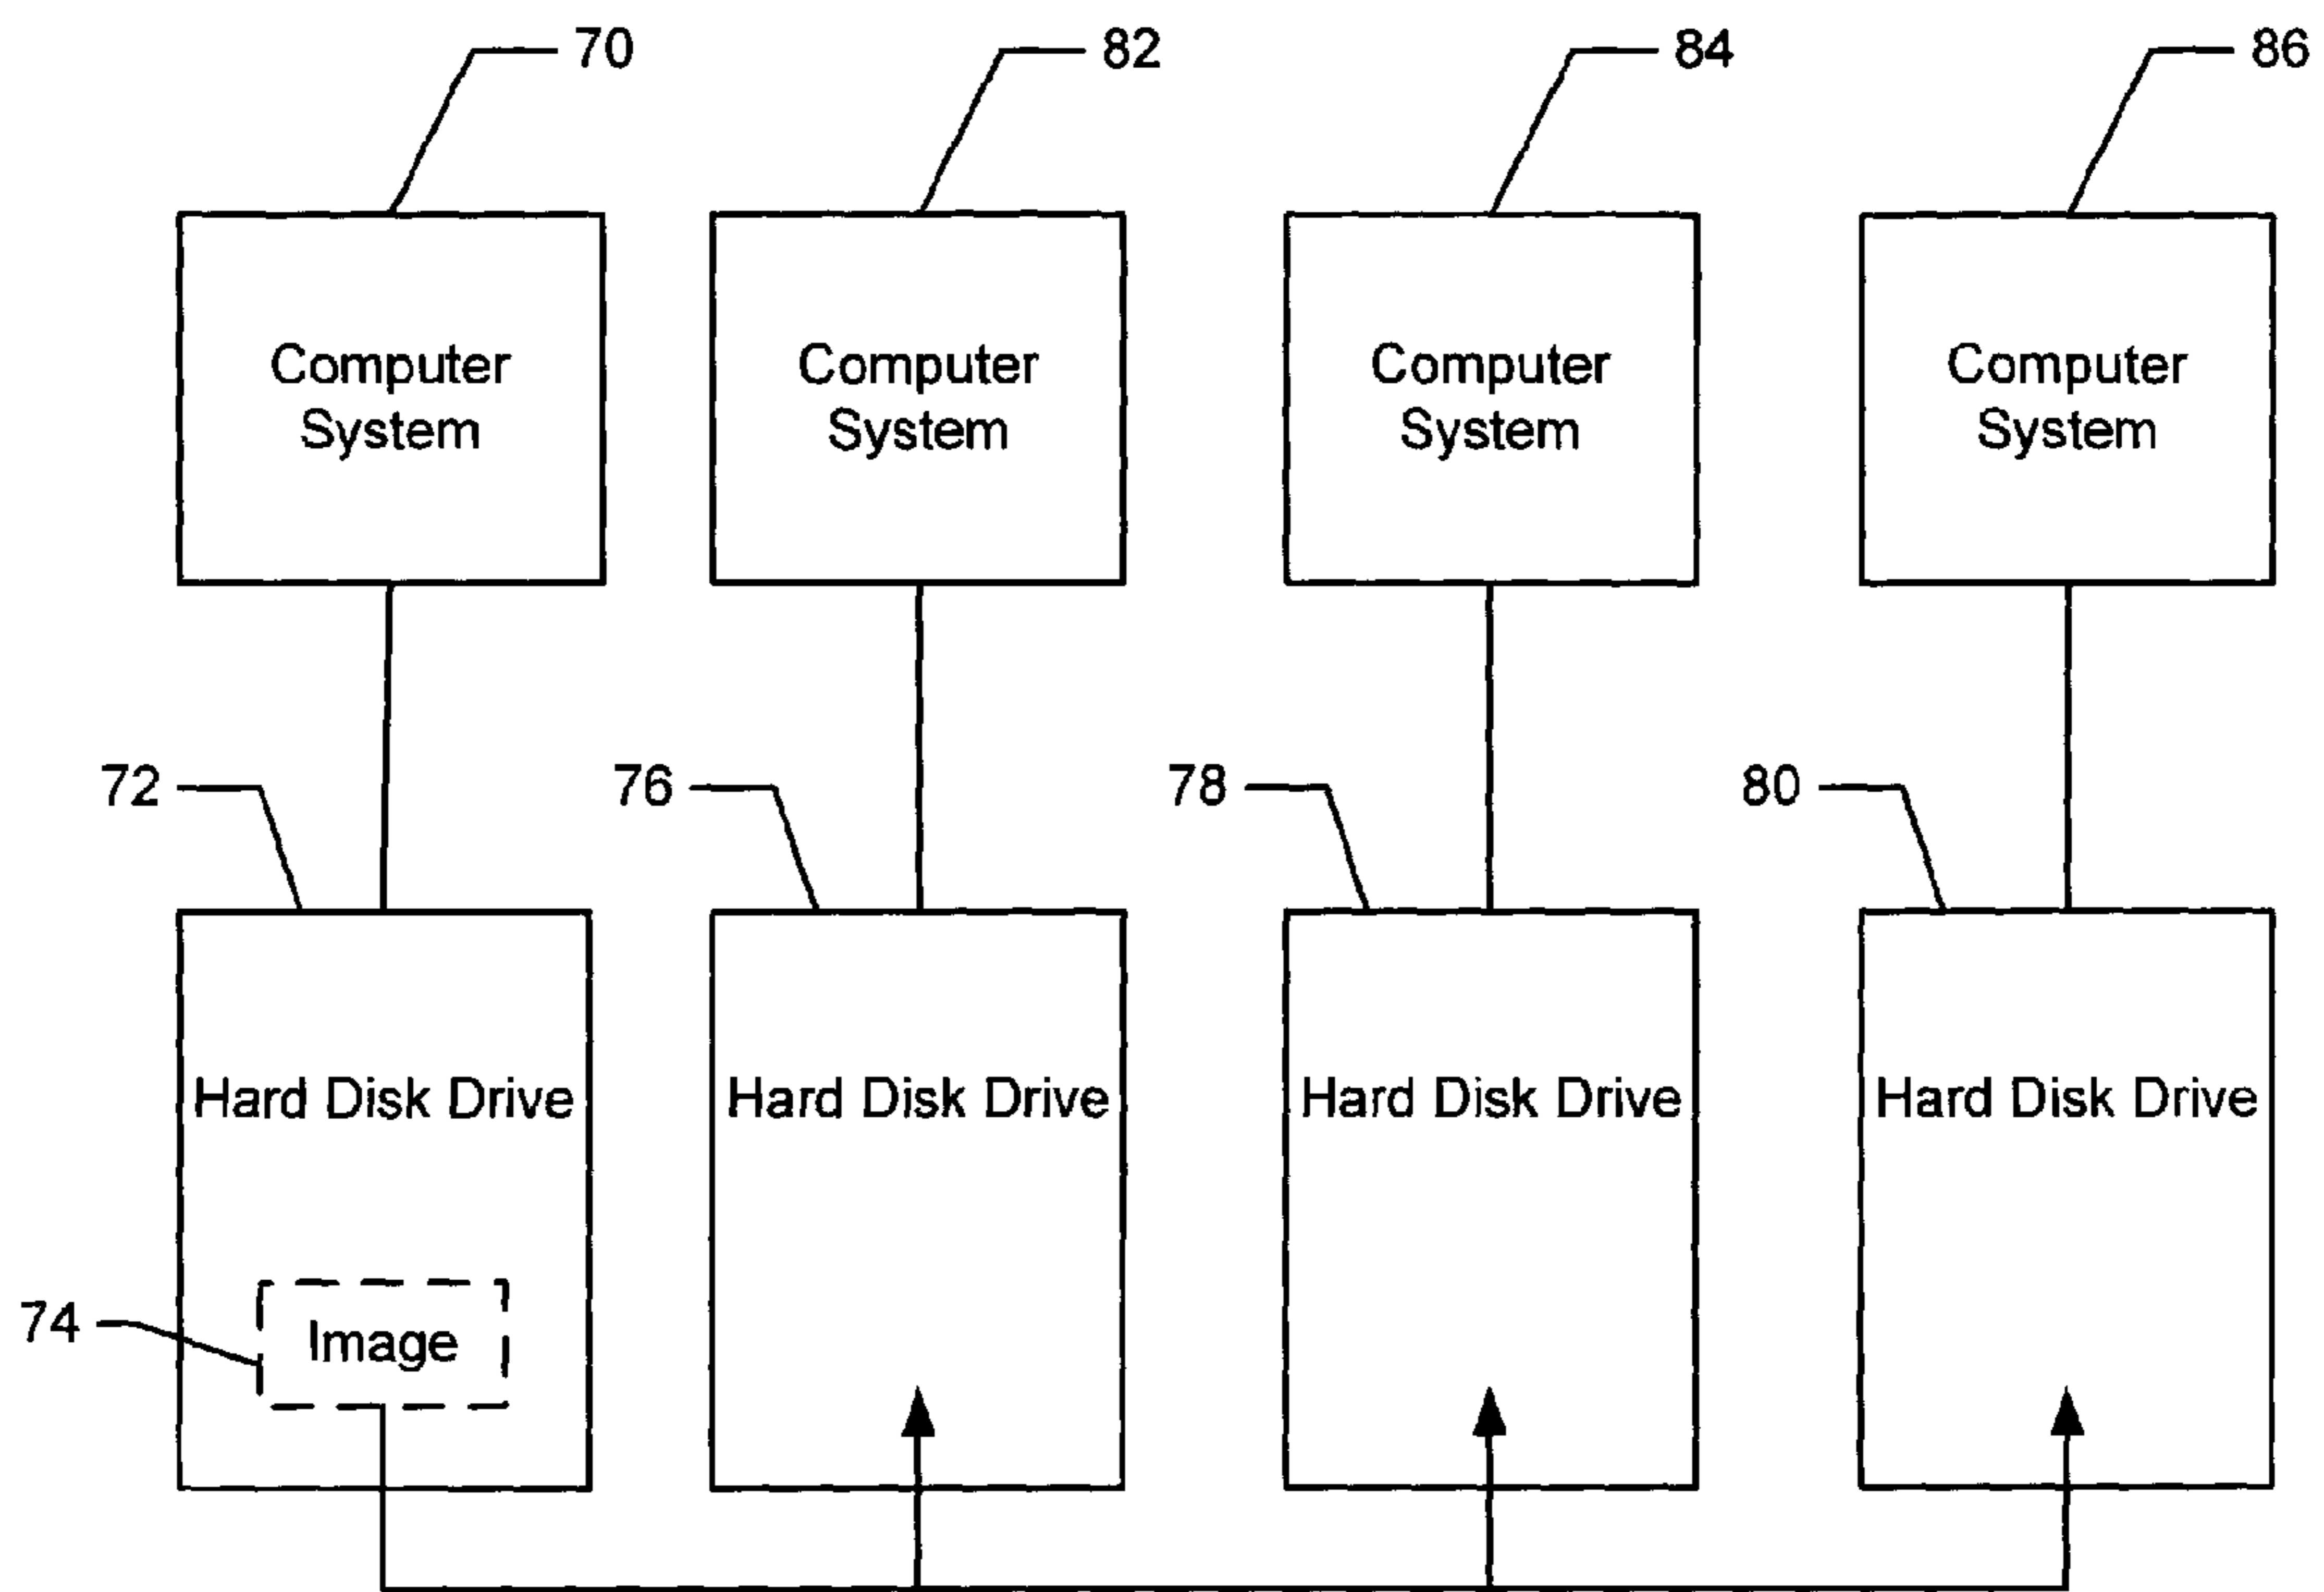 70
82
84
86
Computer
System
Computer
System
Computer
System
Computer
System
72
76
78
80
Hard Disk Drive
Hard Disk Drive
Hard Disk Drive
Hard Disk Drive
74
Image